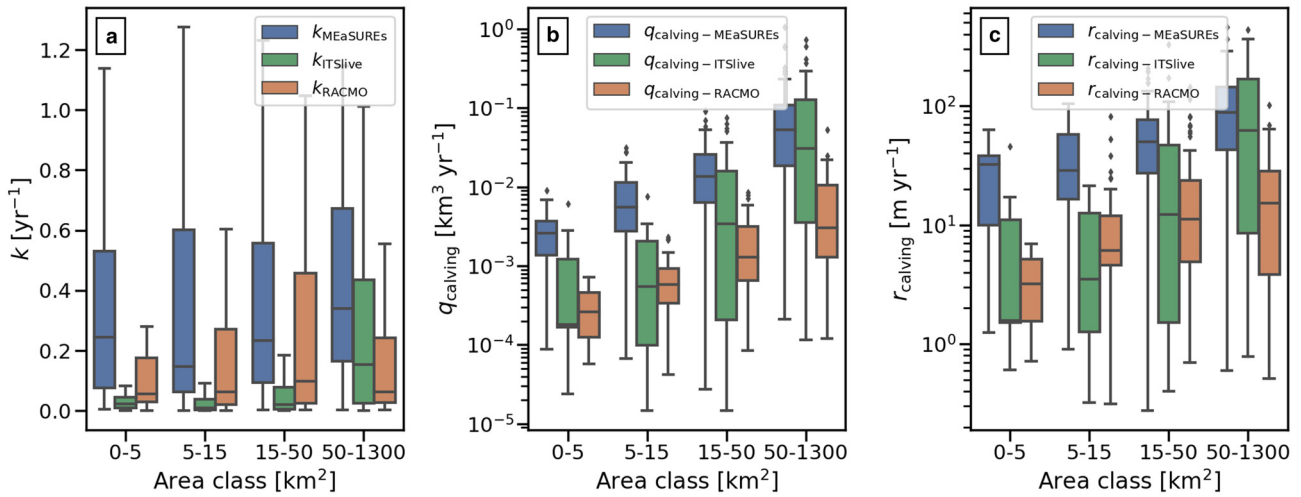 a
k_MEaSUREs
k_ITSlive
k_RACMO
1.2
1.0
0.8
0.6
0.4
0.2
0.0
k [yr⁻¹]
0-5 5-15 15-50 50-1300
Area class [km²]
b
q_calving−MEaSUREs
q_calving−ITSlive
q_calving−RACMO
10⁰
10⁻¹
10⁻²
10⁻³
10⁻⁴
10⁻⁵
q_calving [km³ yr⁻¹]
0-5 5-15 15-50 50-1300
Area class [km²]
c
r_calving−MEaSUREs
r_calving−ITSlive
r_calving−RACMO
10²
10¹
10⁰
r_calving [m yr⁻¹]
0-5 5-15 15-50 50-1300
Area class [km²]